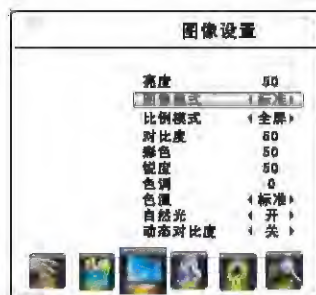 图像设置
亮度 50
图像模式 标准
比例模式 全屏
对比度 50
彩色 50
锐度 50
色调 0
色温 标准
自然光 开
动态对比度 关